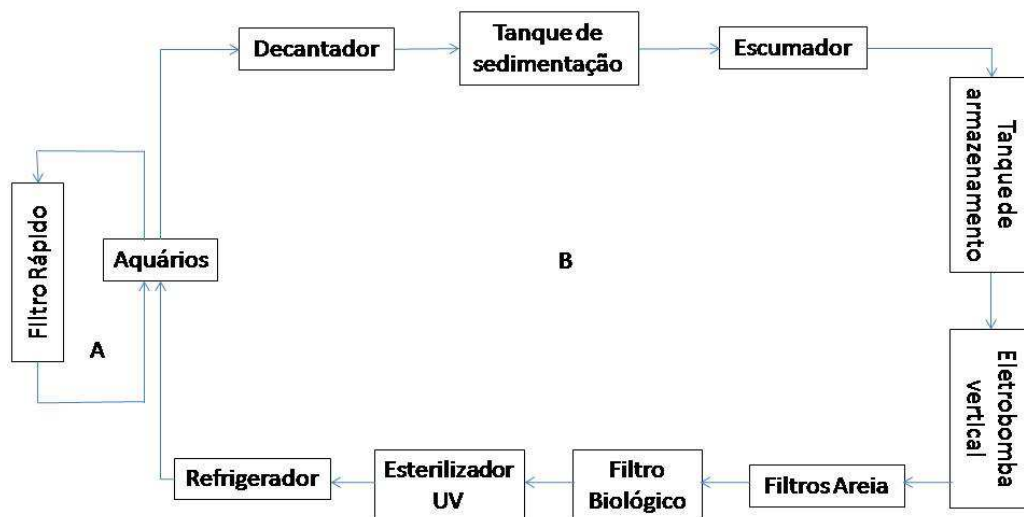 Decantador
Tanque de
sedimentação
Escumador
Tanque de
armazenamento
Filtro Rápido
Aquários
B
A
Eletrobomba
vertical
Refrigerador
Esterilizador
UV
Filtro
Biológico
Filtros Areia